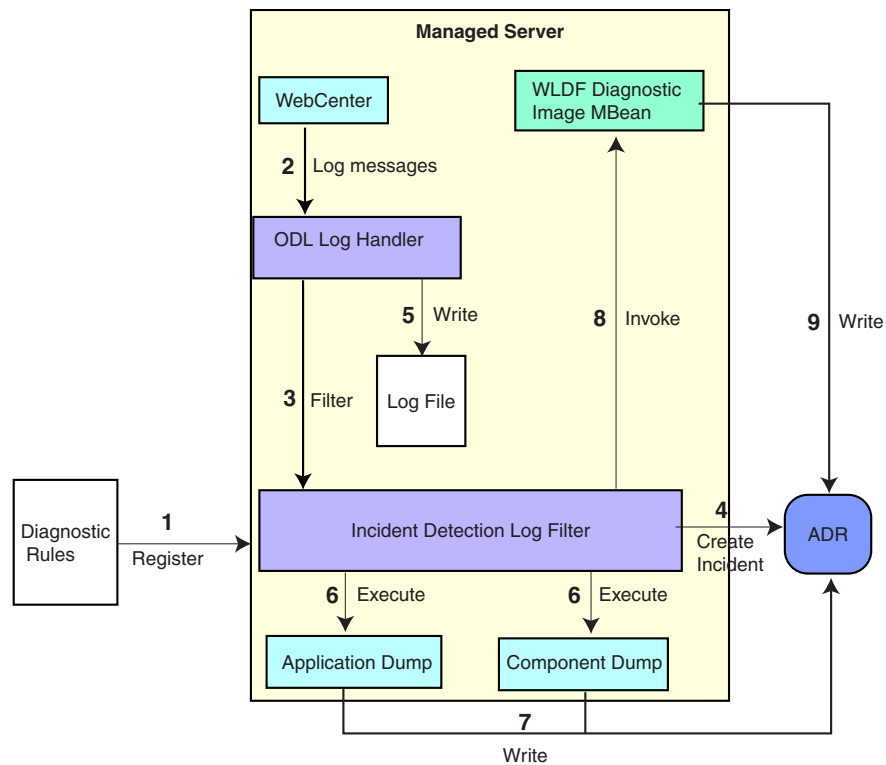 Managed Server
WebCenter
WLDF Diagnostic
Image MBean
2
Log messages
ODL Log Handler
5
Write
8
Invoke
9
Write
3
Filter
Log File
Diagnostic
Rules
1
Register
Incident Detection Log Filter
4
Create
Incident
ADR
6
Execute
6
Execute
Application Dump
Component Dump
7
Write